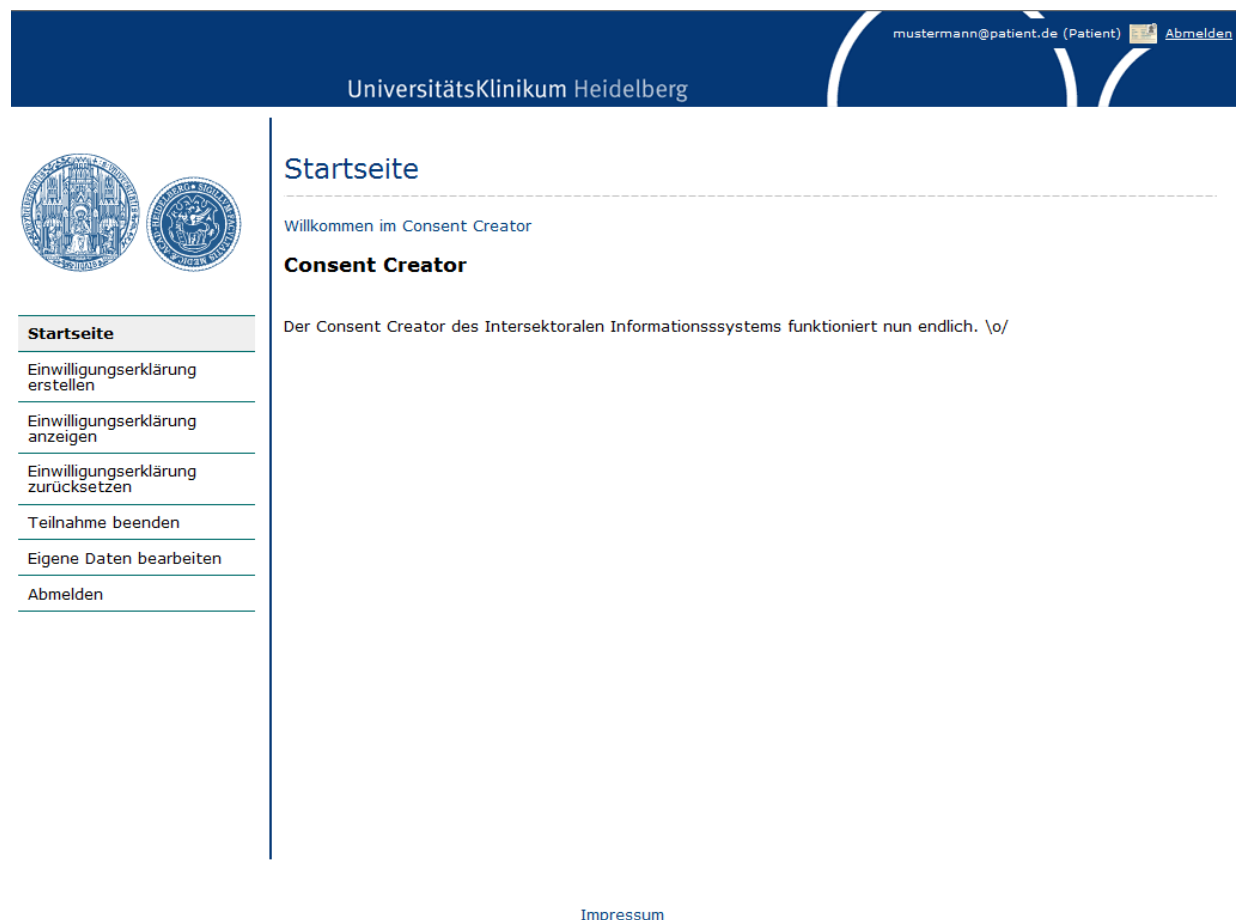 mustermann@patient.de (Patient) Abmelden
UniversitätsKlinikum Heidelberg
Startseite
Willkommen im Consent Creator
Consent Creator
Der Consent Creator des Intersektoralen Informationsssystems funktioniert nun endlich. \o/
Startseite
Einwilligungserklärung
erstellen
Einwilligungserklärung
anzeigen
Einwilligungserklärung
zurücksetzen
Teilnahme beenden
Eigene Daten bearbeiten
Abmelden
Impressum